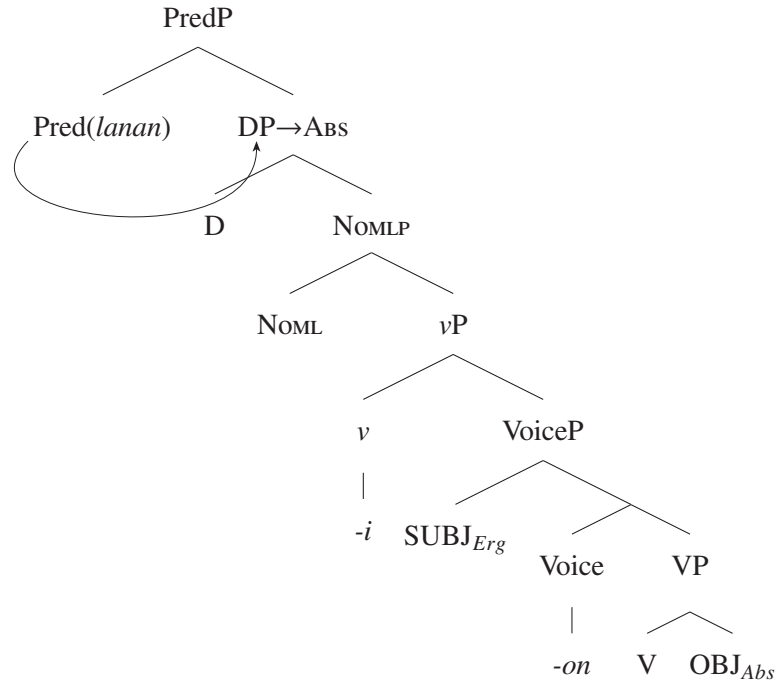 PredP
Pred(lanan) DP→Abs
D NomlP
Noml vP
v VoiceP
-i SUBJErg
Voice VP
-on V OBJAbs